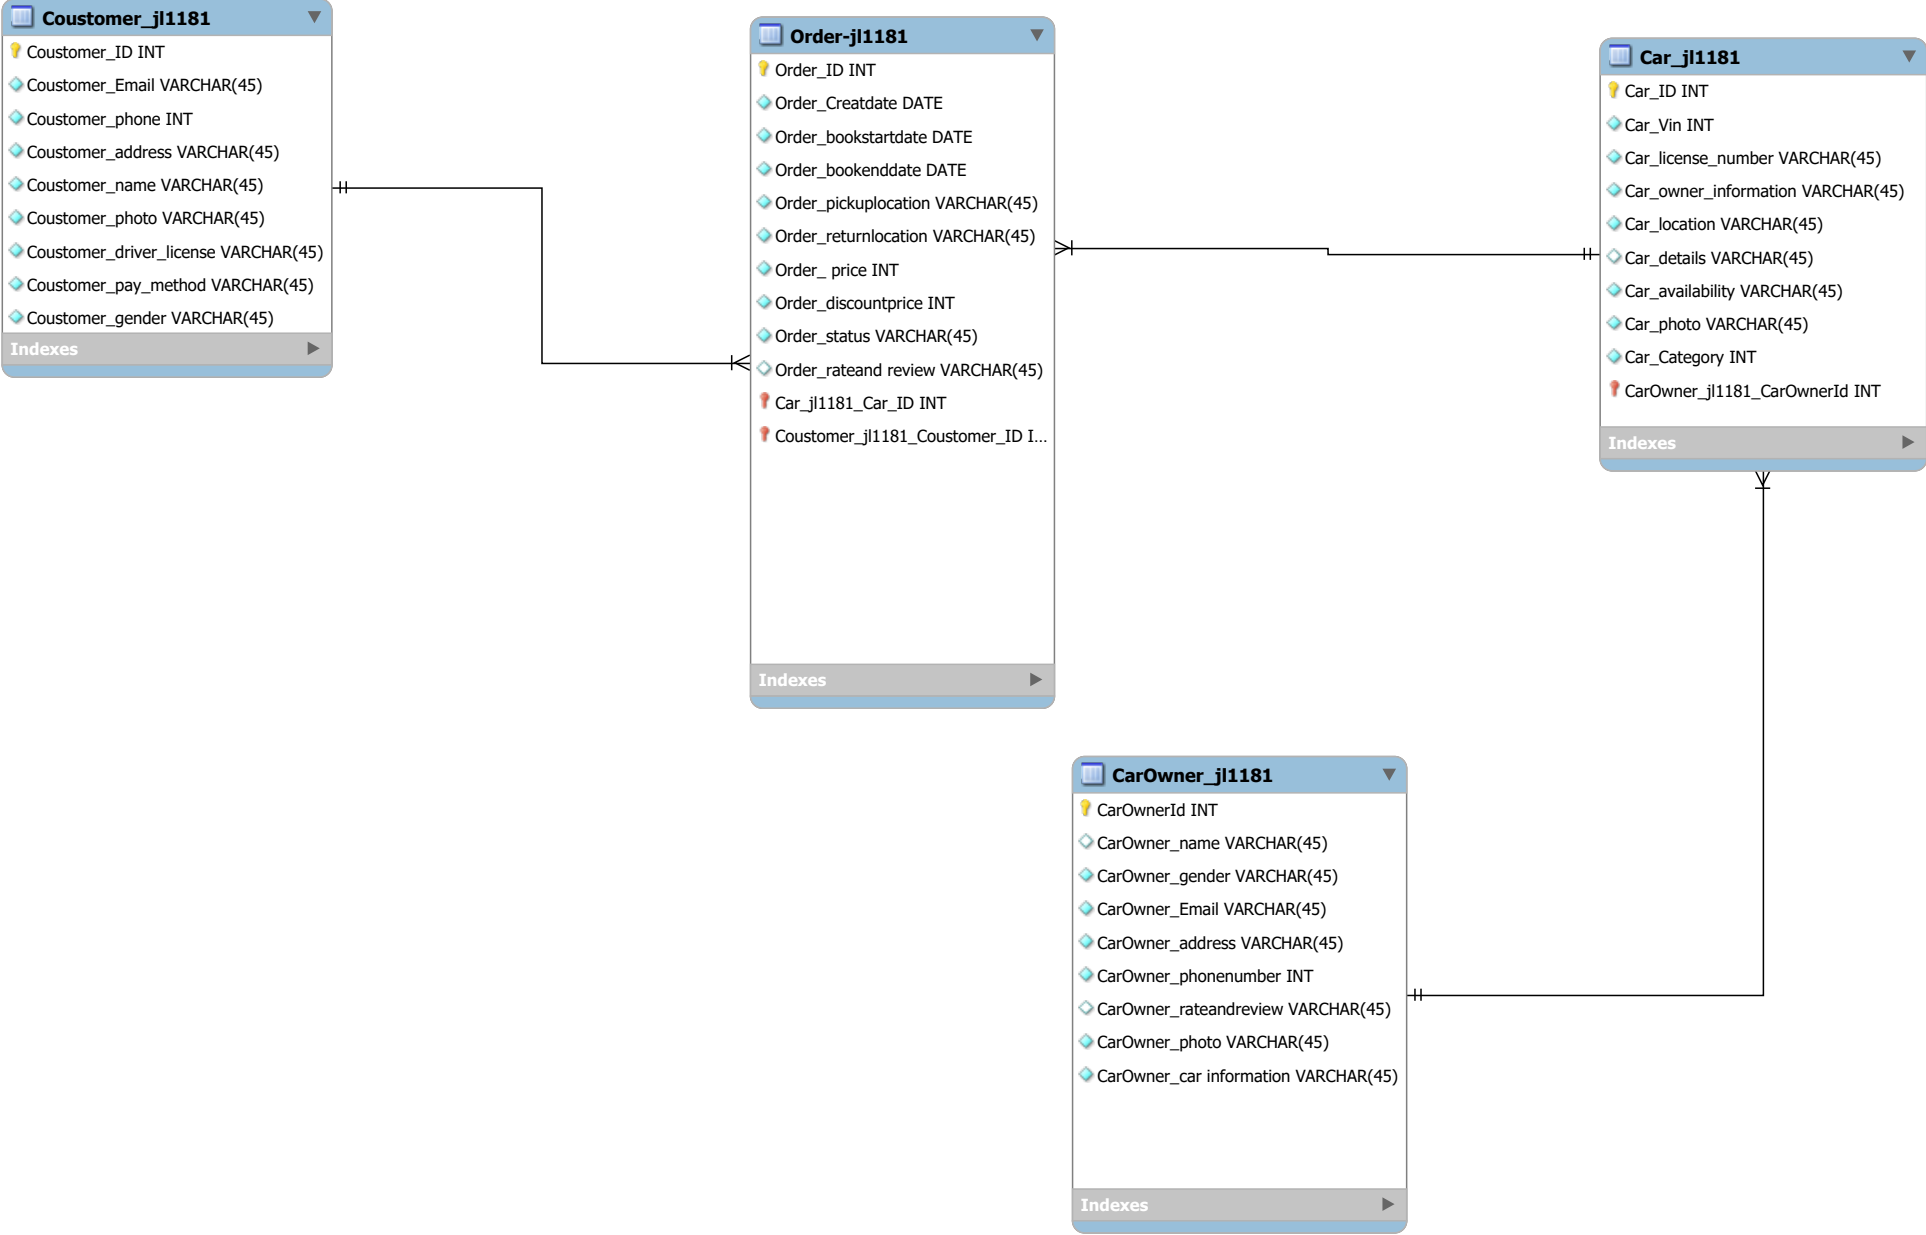 Coustomer_jl1181
Coustomer_ID INT
Coustomer_Email VARCHAR(45)
Coustomer_phone INT
Coustomer_address VARCHAR(45)
Coustomer_name VARCHAR(45)
Coustomer_photo VARCHAR(45)
Coustomer_driver_license VARCHAR(45)
Coustomer_pay_method VARCHAR(45)
Coustomer_gender VARCHAR(45)
Indexes
Order-jl1181
Order_ID INT
Order_Creatdate DATE
Order_bookstartdate DATE
Order_bookenddate DATE
Order_pickuplocation VARCHAR(45)
Order_returnlocation VARCHAR(45)
Order_ price INT
Order_discountprice INT
Order_status VARCHAR(45)
Order_rateand review VARCHAR(45)
Car_jl1181_Car_ID INT
Coustomer_jl1181_Coustomer_ID I...
Indexes
Car_jl1181
Car_ID INT
Car_Vin INT
Car_license_number VARCHAR(45)
Car_owner_information VARCHAR(45)
Car_location VARCHAR(45)
Car_details VARCHAR(45)
Car_availability VARCHAR(45)
Car_photo VARCHAR(45)
Car_Category INT
CarOwner_jl1181_CarOwnerId INT
Indexes
CarOwner_jl1181
CarOwnerId INT
CarOwner_name VARCHAR(45)
CarOwner_gender VARCHAR(45)
CarOwner_Email VARCHAR(45)
CarOwner_address VARCHAR(45)
CarOwner_phonenumber INT
CarOwner_rateandreview VARCHAR(45)
CarOwner_photo VARCHAR(45)
CarOwner_car information VARCHAR(45)
Indexes